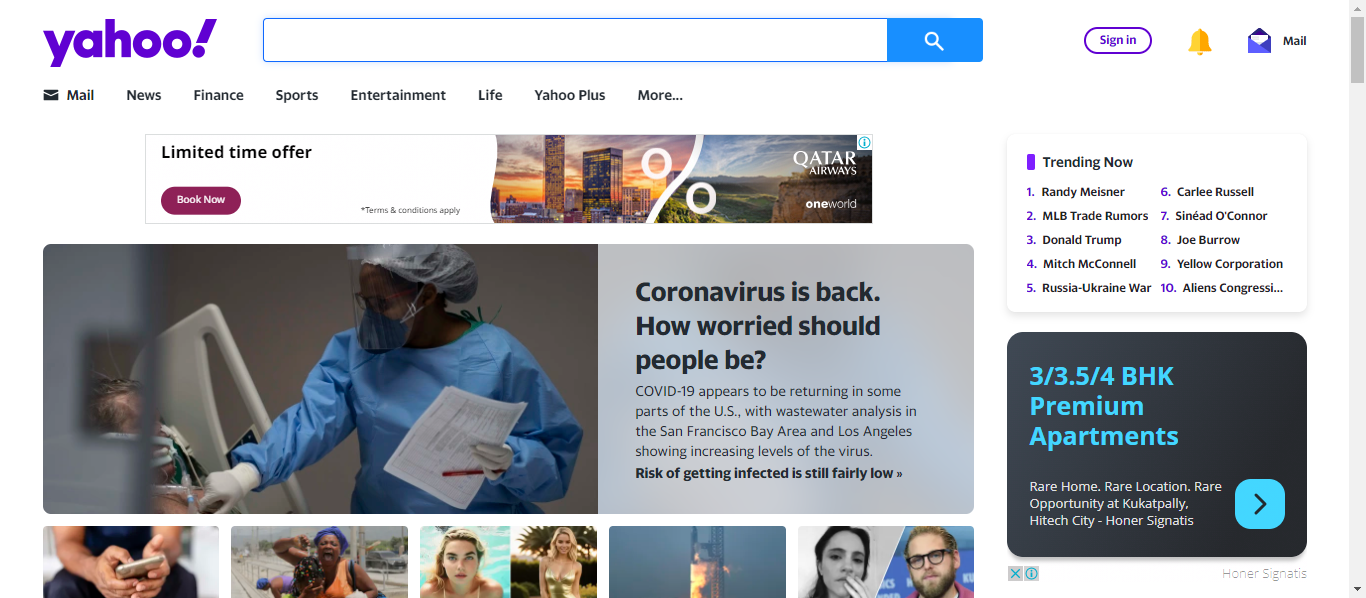 yahoo!
Sign in
Mail
Mail
News
Finance
Sports
Entertainment
Life
Yahoo Plus
More...
Limited time offer
Book Now
*Terms & conditions apply
%
QATAR
AIRWAYS
oneworld
Trending Now
1. Randy Meisner
2. MLB Trade Rumors
3. Donald Trump
4. Mitch McConnell
5. Russia-Ukraine War
6. Carlee Russell
7. Sinéad O'Connor
8. Joe Burrow
9. Yellow Corporation
10. Aliens Congressi...
Coronavirus is back.
How worried should
people be?
COVID-19 appears to be returning in some
parts of the U.S., with wastewater analysis in
the San Francisco Bay Area and Los Angeles
showing increasing levels of the virus.
Risk of getting infected is still fairly low »
3/3.5/4 BHK
Premium
Apartments
Rare Home. Rare Location. Rare
Opportunity at Kukatpally,
Hitech City - Honer Signatis
Honer Signatis